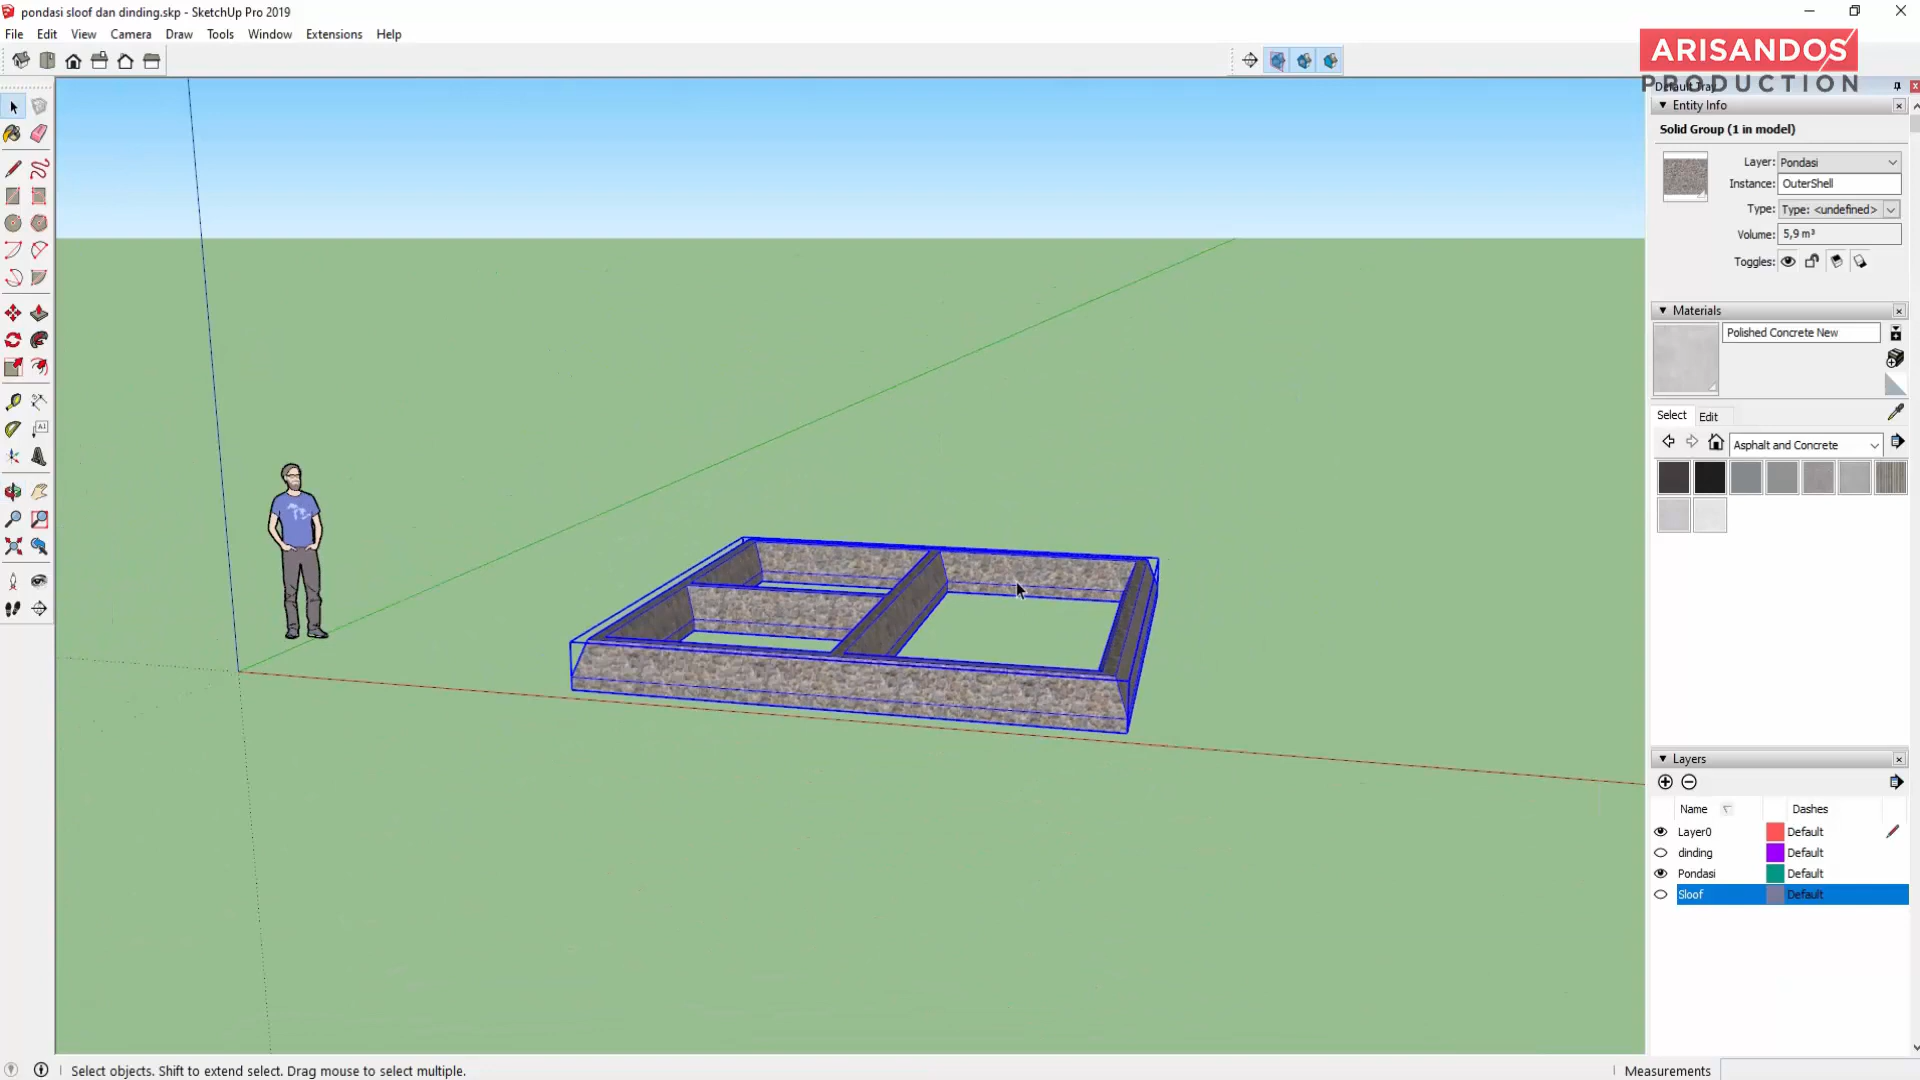 pondasi sloof dan dinding.skp - SketchUp Pro 2019
File Edit View Camera Draw Tools Window Extensions Help
ARISANDOS
PRODUCTION
Default Tray
Entity Info
Solid Group (1 in model)
Layer: Pondasi
Instance: OuterShell
Type: Type: <undefined>
Volume: 5,9 m³
Toggles:
Materials
Polished Concrete New
Select Edit
Asphalt and Concrete
Layers
Name Dashes
Layer0 Default
dinding Default
Pondasi Default
Sloof Default
Select objects. Shift to extend select. Drag mouse to select multiple.
Measurements